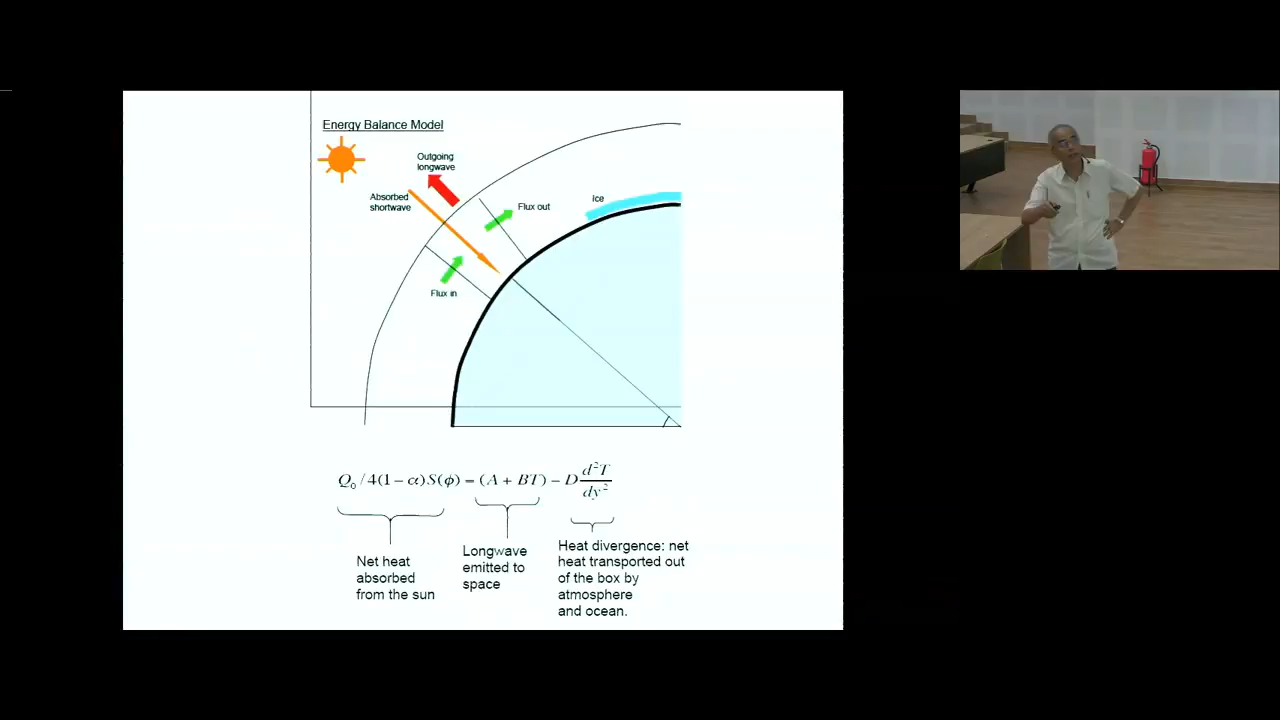 Energy Balance Model
Outgoing
longwave
Absorbed
shortwave
Flux out
Ice
Flux in
Q₀ /4(1 − α)S(ϕ) = (A + BT) − D d²T/dy²
Net heat
absorbed
from the sun
Longwave
emitted to
space
Heat divergence: net
heat transported out
of the box by
atmosphere
and ocean.